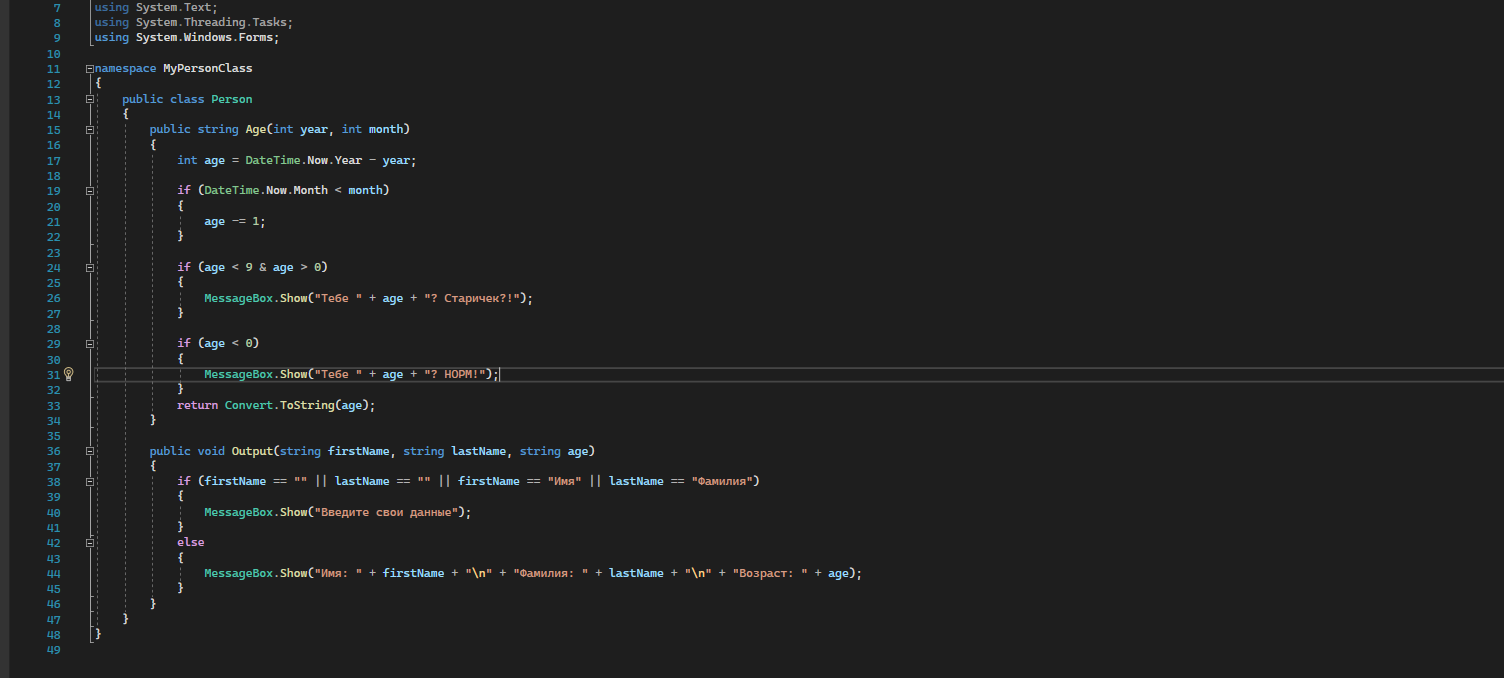 7 using System.Text;
8 using System.Threading.Tasks;
9 using System.Windows.Forms;
10
11 namespace MyPersonClass
12 {
13 public class Person
14 {
15 public string Age(int year, int month)
16 {
17 int age = DateTime.Now.Year - year;
18
19 if (DateTime.Now.Month < month)
20 {
21 age -= 1;
22 }
23
24 if (age < 9 & age > 0)
25 {
26 MessageBox.Show("Тебе " + age + "? Старичек?!");
27 }
28
29 if (age < 0)
30 {
31 MessageBox.Show("Тебе " + age + "? НОРМ!");
32 }
33 return Convert.ToString(age);
34 }
35
36 public void Output(string firstName, string lastName, string age)
37 {
38 if (firstName == "" || lastName == "" || firstName == "Имя" || lastName == "Фамилия")
39 {
40 MessageBox.Show("Введите свои данные");
41 }
42 else
43 {
44 MessageBox.Show("Имя: " + firstName + "\n" + "Фамилия: " + lastName + "\n" + "Возраст: " + age);
45 }
46 }
47 }
48 }
49